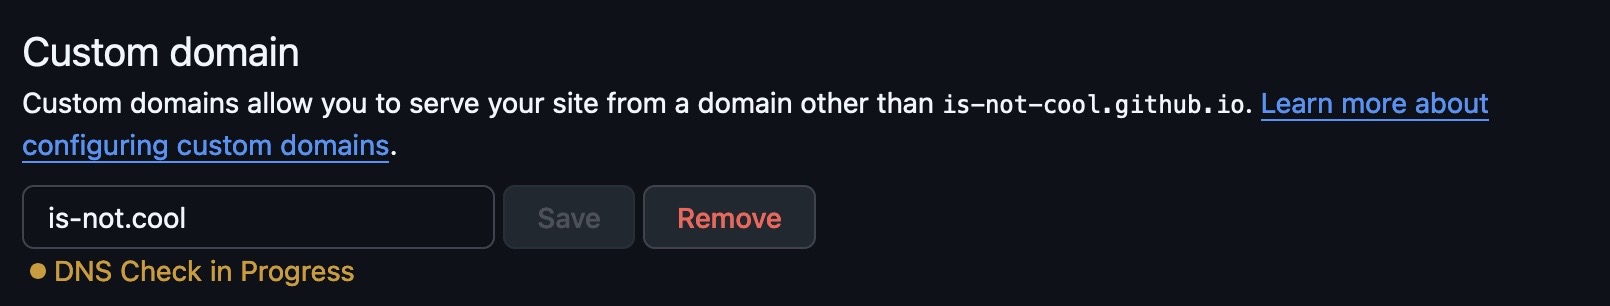 Custom domain
Custom domains allow you to serve your site from a domain other than is-not-cool.github.io. Learn more about
configuring custom domains.
is-not.cool Save Remove
DNS Check in Progress